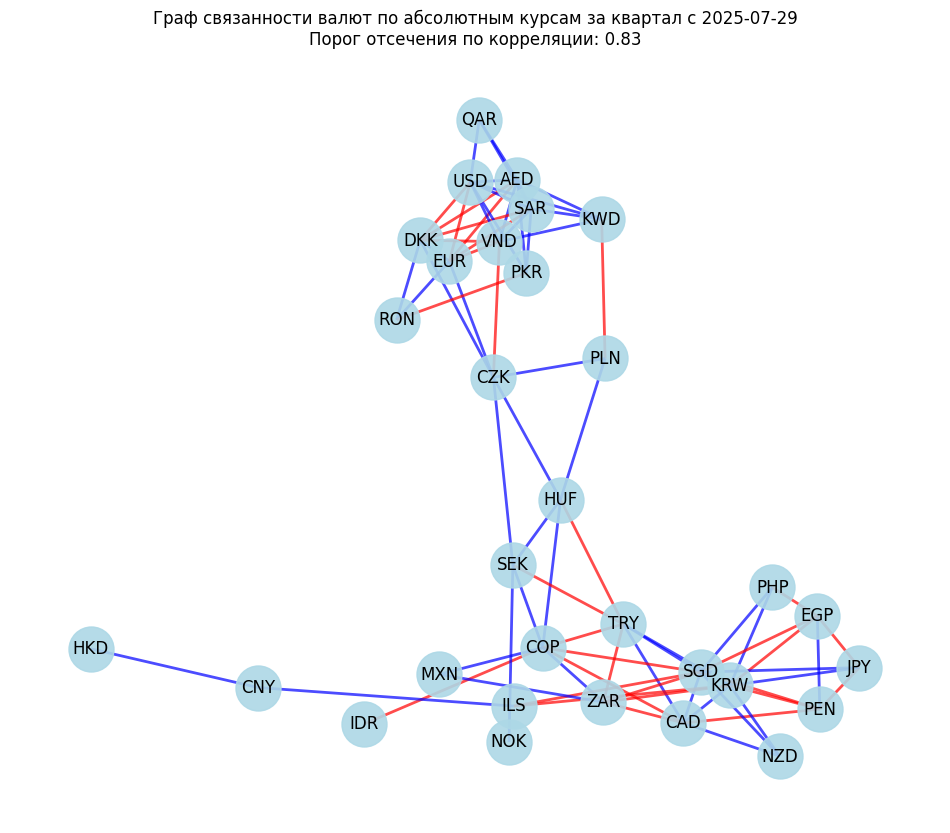 Граф связанности валют по абсолютным курсам за квартал с 2025-07-29
Порог отсечения по корреляции: 0.83
QAR
USD
AED
SAR
KWD
DKK
VND
EUR
PKR
RON
PLN
CZK
HUF
SEK
PHP
EGP
TRY
HKD
COP
JPY
SGD
MXN
KRW
CNY
ILS
ZAR
PEN
IDR
CAD
NOK
NZD